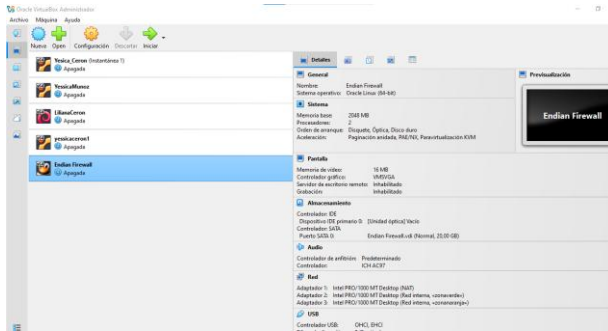 Oracle VirtualBox Administrador
Archivo Máquina Ayuda
Nueva Open Configuración Descartar Iniciar
Yesica_Ceron (Instantánea 1)
Apagada
YessicaMunoz
Apagada
LilianaCeron
Apagada
yessicaceron1
Apagada
Endian Firewall
Apagada
Detalles
General
Nombre: Endian Firewall
Sistema operativo: Oracle Linux (64-bit)
Sistema
Memoria base: 2048 MB
Procesadores: 2
Orden de arranque: Disquete, Óptica, Disco duro
Aceleración: Paginación anidada, PAE/NX, Paravirtualización KVM
Pantalla
Memoria de vídeo: 16 MB
Controlador gráfico: VMSVGA
Servidor de escritorio remoto: Inhabilitado
Grabación: Inhabilitado
Almacenamiento
Controlador: IDE
Dispositivo IDE primario 0: [Unidad óptica] Vacío
Controlador: SATA
Puerto SATA 0: Endian Firewall.vdi (Normal, 20,00 GB)
Audio
Controlador de anfitrión: Predeterminado
Controlador: ICH AC97
Red
Adaptador 1: Intel PRO/1000 MT Desktop (NAT)
Adaptador 2: Intel PRO/1000 MT Desktop (Red interna, «zonaverde»)
Adaptador 3: Intel PRO/1000 MT Desktop (Red interna, «zonanaranja»)
USB
Controlador USB: OHCI, EHCI
Previsualización
Endian Firewall